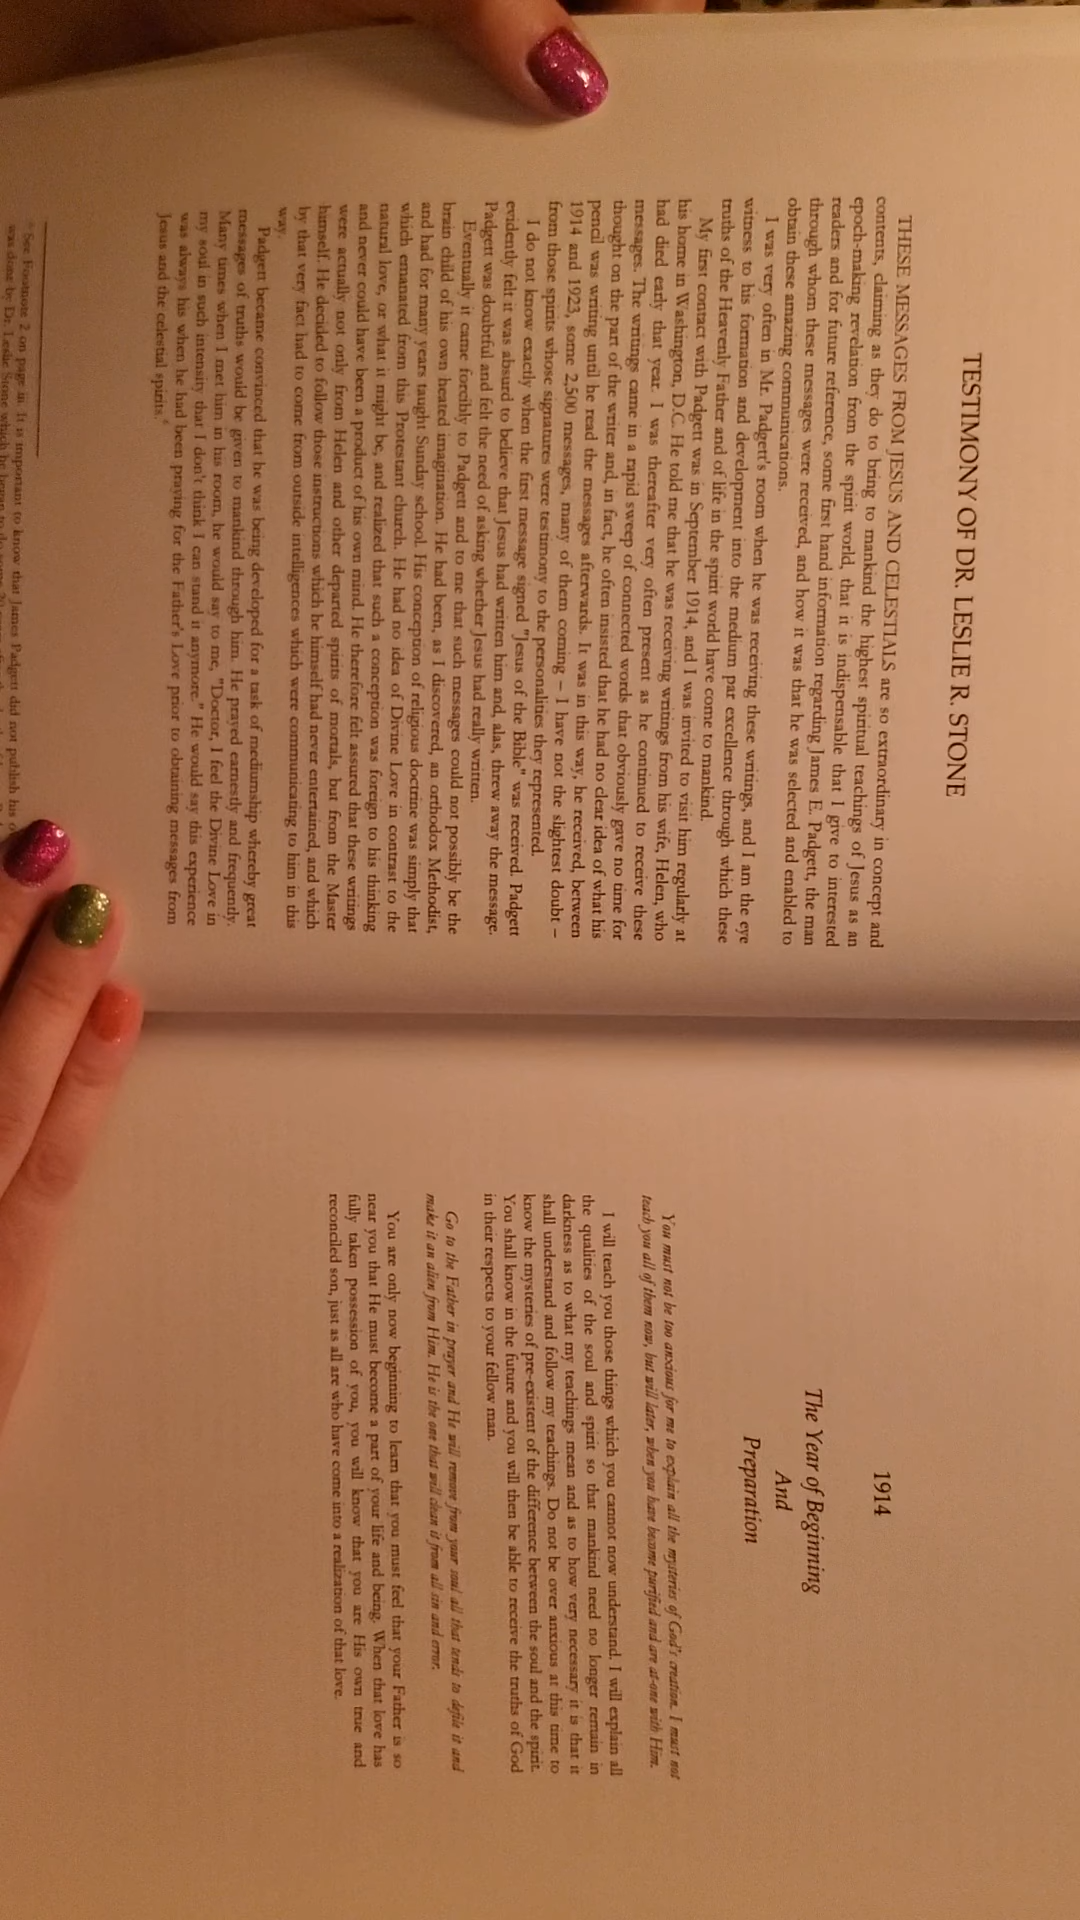 TESTIMONY OF DR. LESLIE R. STONE
THESE MESSAGES FROM JESUS AND CELESTIALS are so extraordinary in concept and
contents, claiming as they do to bring to mankind the highest spiritual teachings of Jesus as an
epoch-making revelation from the spirit world, that it is indispensable that I give to interested
readers and for future reference, some first hand information regarding James E. Padgett, the man
through whom these messages were received, and how it was that he was selected and enabled to
obtain these amazing communications.
I was very often in Mr. Padgett's room when he was receiving these writings, and I am the eye
witness to his formation and development into the medium par excellence through which these
truths of the Heavenly Father and of life in the spirit world have come to mankind.
My first contact with Padgett was in September 1914, and I was invited to visit him regularly at
his home in Washington, D.C. He told me that he was receiving writings from his wife, Helen, who
had died early that year. I was thereafter very often present as he continued to receive these
messages. The writings came in a rapid sweep of connected words that obviously gave no time for
thought on the part of the writer and, in fact, he often insisted that he had no clear idea of what his
pencil was writing until he read the messages afterwards. It was in this way, he received, between
1914 and 1923, some 2,500 messages, many of them coming – I have not the slightest doubt –
from those spirits whose signatures were testimony to the personalities they represented.
I do not know exactly when the first message signed "Jesus of the Bible" was received. Padgett
evidently felt it was absurd to believe that Jesus had written him and, alas, threw away the message.
Padgett was doubtful and felt the need of asking whether Jesus had really written.
Eventually it came forcibly to Padgett and to me that such messages could not possibly be the
brain child of his own heated imagination. He had been, as I discovered, an orthodox Methodist,
and had for many years taught Sunday school. His conception of religious doctrine was simply that
which emanated from this Protestant church. He had no idea of Divine Love in contrast to the
natural love, or what it might be, and realized that such a conception was foreign to his thinking
and never could have been a product of his own mind. He therefore felt assured that these writings
were actually not only from Helen and other departed spirits of mortals, but from the Master
himself. He decided to follow those instructions which he himself had never entertained, and which
by that very fact had to come from outside intelligences which were communicating to him in this
way.
Padgett became convinced that he was being developed for a task of mediumship whereby great
messages of truths would be given to mankind through him. He prayed earnestly and frequently.
Many times when I met him in his room, he would say to me, "Doctor, I feel the Divine Love in
my soul in such intensity that I don't think I can stand it anymore." He would say this experience
was always his when he had been praying for the Father's Love prior to obtaining messages from
Jesus and the celestial spirits.
See: Footnote 2 on page iii. It is important to know that James Padgett did not publish his
was done by Dr. Leslie Stone which he began to do some
1914
The Year of Beginning
And
Preparation
You must not be too anxious for me to explain all the mysteries of God's creation. I must not
teach you all of them now, but will later, when you have become purified and are at-one with Him.
I will teach you those things which you cannot now understand. I will explain all
the qualities of the soul and spirit so that mankind need no longer remain in
darkness as to what my teachings mean and as to how very necessary it is that it
shall understand and follow my teachings. Do not be over anxious at this time to
know the mysteries of pre-existent of the difference between the soul and the spirit.
You shall know in the future and you will then be able to receive the truths of God
in their respects to your fellow man.
Go to the Father in prayer and He will remove from your soul all that tends to defile it and
make it an alien from Him. He is the one that will clean it from all sin and error.
You are only now beginning to learn that you must feel that your Father is so
near you that He must become a part of your life and being. When that love has
fully taken possession of you, you will know that you are His own true and
reconciled son, just as all are who have come into a realization of that love.